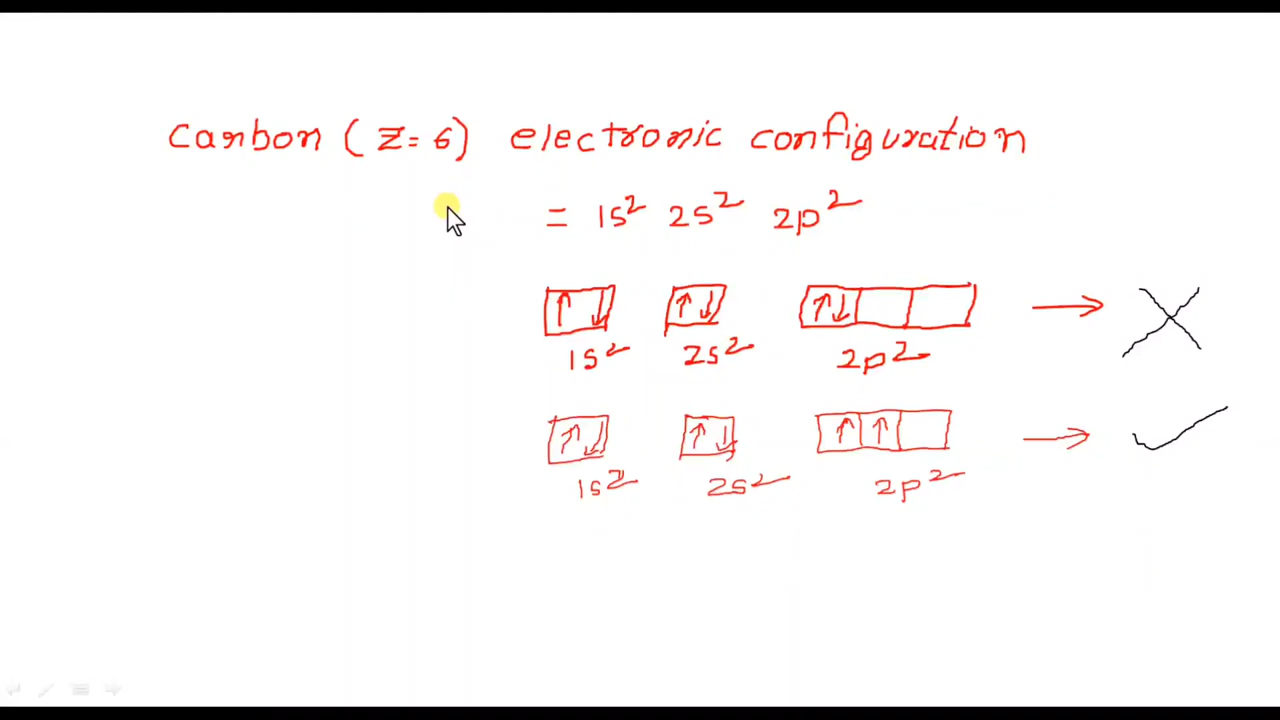 Carbon (Z=6) electronic configuration
= 1s² 2s² 2p²
↑↓ ↑↓ ↑↓ →
1s² 2s² 2p²
↑↓ ↑↓ ↑ ↑ →
1s² 2s² 2p²